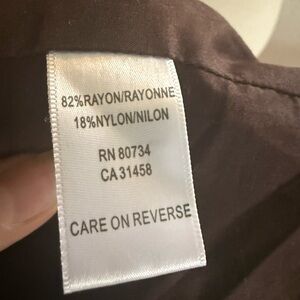 82%RAYON/RAYONNE
18%NYLON/NILON
RN 80734
CA 31458
CARE ON REVERSE